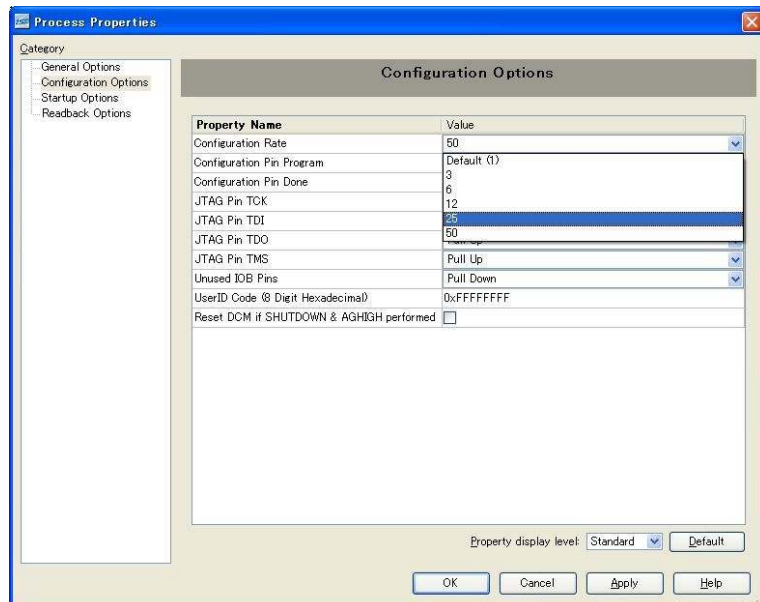 ISE Process Properties
Category
General Options
Configuration Options
Startup Options
Readback Options
Configuration Options
Property Name Value
Configuration Rate 50
Configuration Pin Program Default (1)
3
Configuration Pin Done 6
JTAG Pin TCK 12
JTAG Pin TDI 25
50
JTAG Pin TDO Pull Up
JTAG Pin TMS Pull Up
Unused IOB Pins Pull Down
UserID Code (8 Digit Hexadecimal) 0xFFFFFFFF
Reset DCM if SHUTDOWN & AGHIGH performed
Property display level: Standard Default
OK Cancel Apply Help